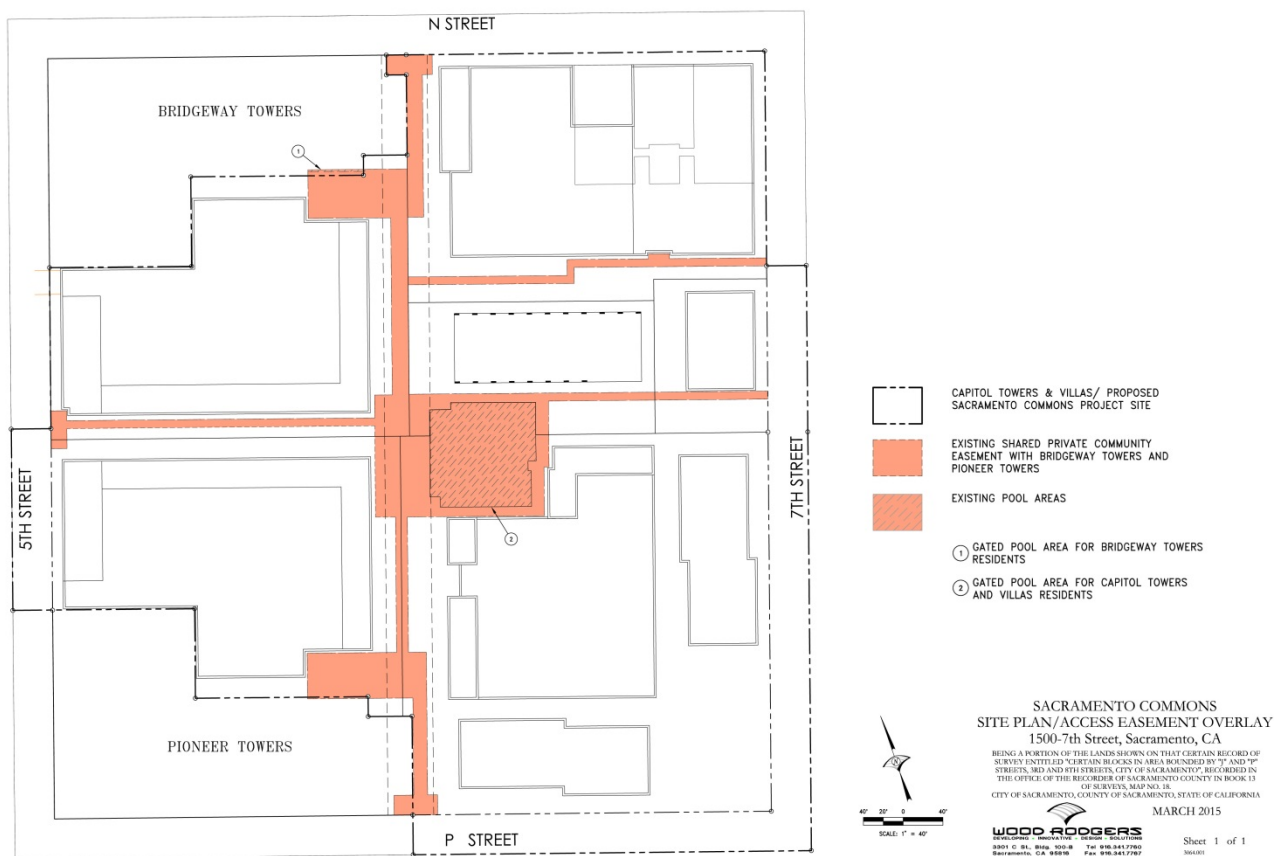 N STREET
BRIDGEWAY TOWERS
1
5TH STREET
7TH STREET
2
PIONEER TOWERS
P STREET
CAPITOL TOWERS & VILLAS/ PROPOSED
SACRAMENTO COMMONS PROJECT SITE
EXISTING SHARED PRIVATE COMMUNITY
EASEMENT WITH BRIDGEWAY TOWERS AND
PIONEER TOWERS
EXISTING POOL AREAS
1 GATED POOL AREA FOR BRIDGEWAY TOWERS
RESIDENTS
2 GATED POOL AREA FOR CAPITOL TOWERS
AND VILLAS RESIDENTS
40' 20' 0 40'
SCALE: 1" = 40'
SACRAMENTO COMMONS
SITE PLAN/ACCESS EASEMENT OVERLAY
1500-7th Street, Sacramento, CA
BEING A PORTION OF THE LANDS SHOWN ON THAT CERTAIN RECORD OF
SURVEY ENTITLED "CERTAIN BLOCKS IN AREA BOUNDED BY "J" AND "P"
STREETS, 3RD AND 8TH STREETS, CITY OF SACRAMENTO", RECORDED IN
THE OFFICE OF THE RECORDER OF SACRAMENTO COUNTY IN BOOK 13
OF SURVEYS, MAP NO. 18.
CITY OF SACRAMENTO, COUNTY OF SACRAMENTO, STATE OF CALIFORNIA
MARCH 2015
WOOD RODGERS
DEVELOPING · INNOVATIVE · DESIGN · SOLUTIONS
3301 C St., Bldg. 100-B Tel 916.341.7760
Sacramento, CA 95816 Fax 916.341.7767
Sheet 1 of 1